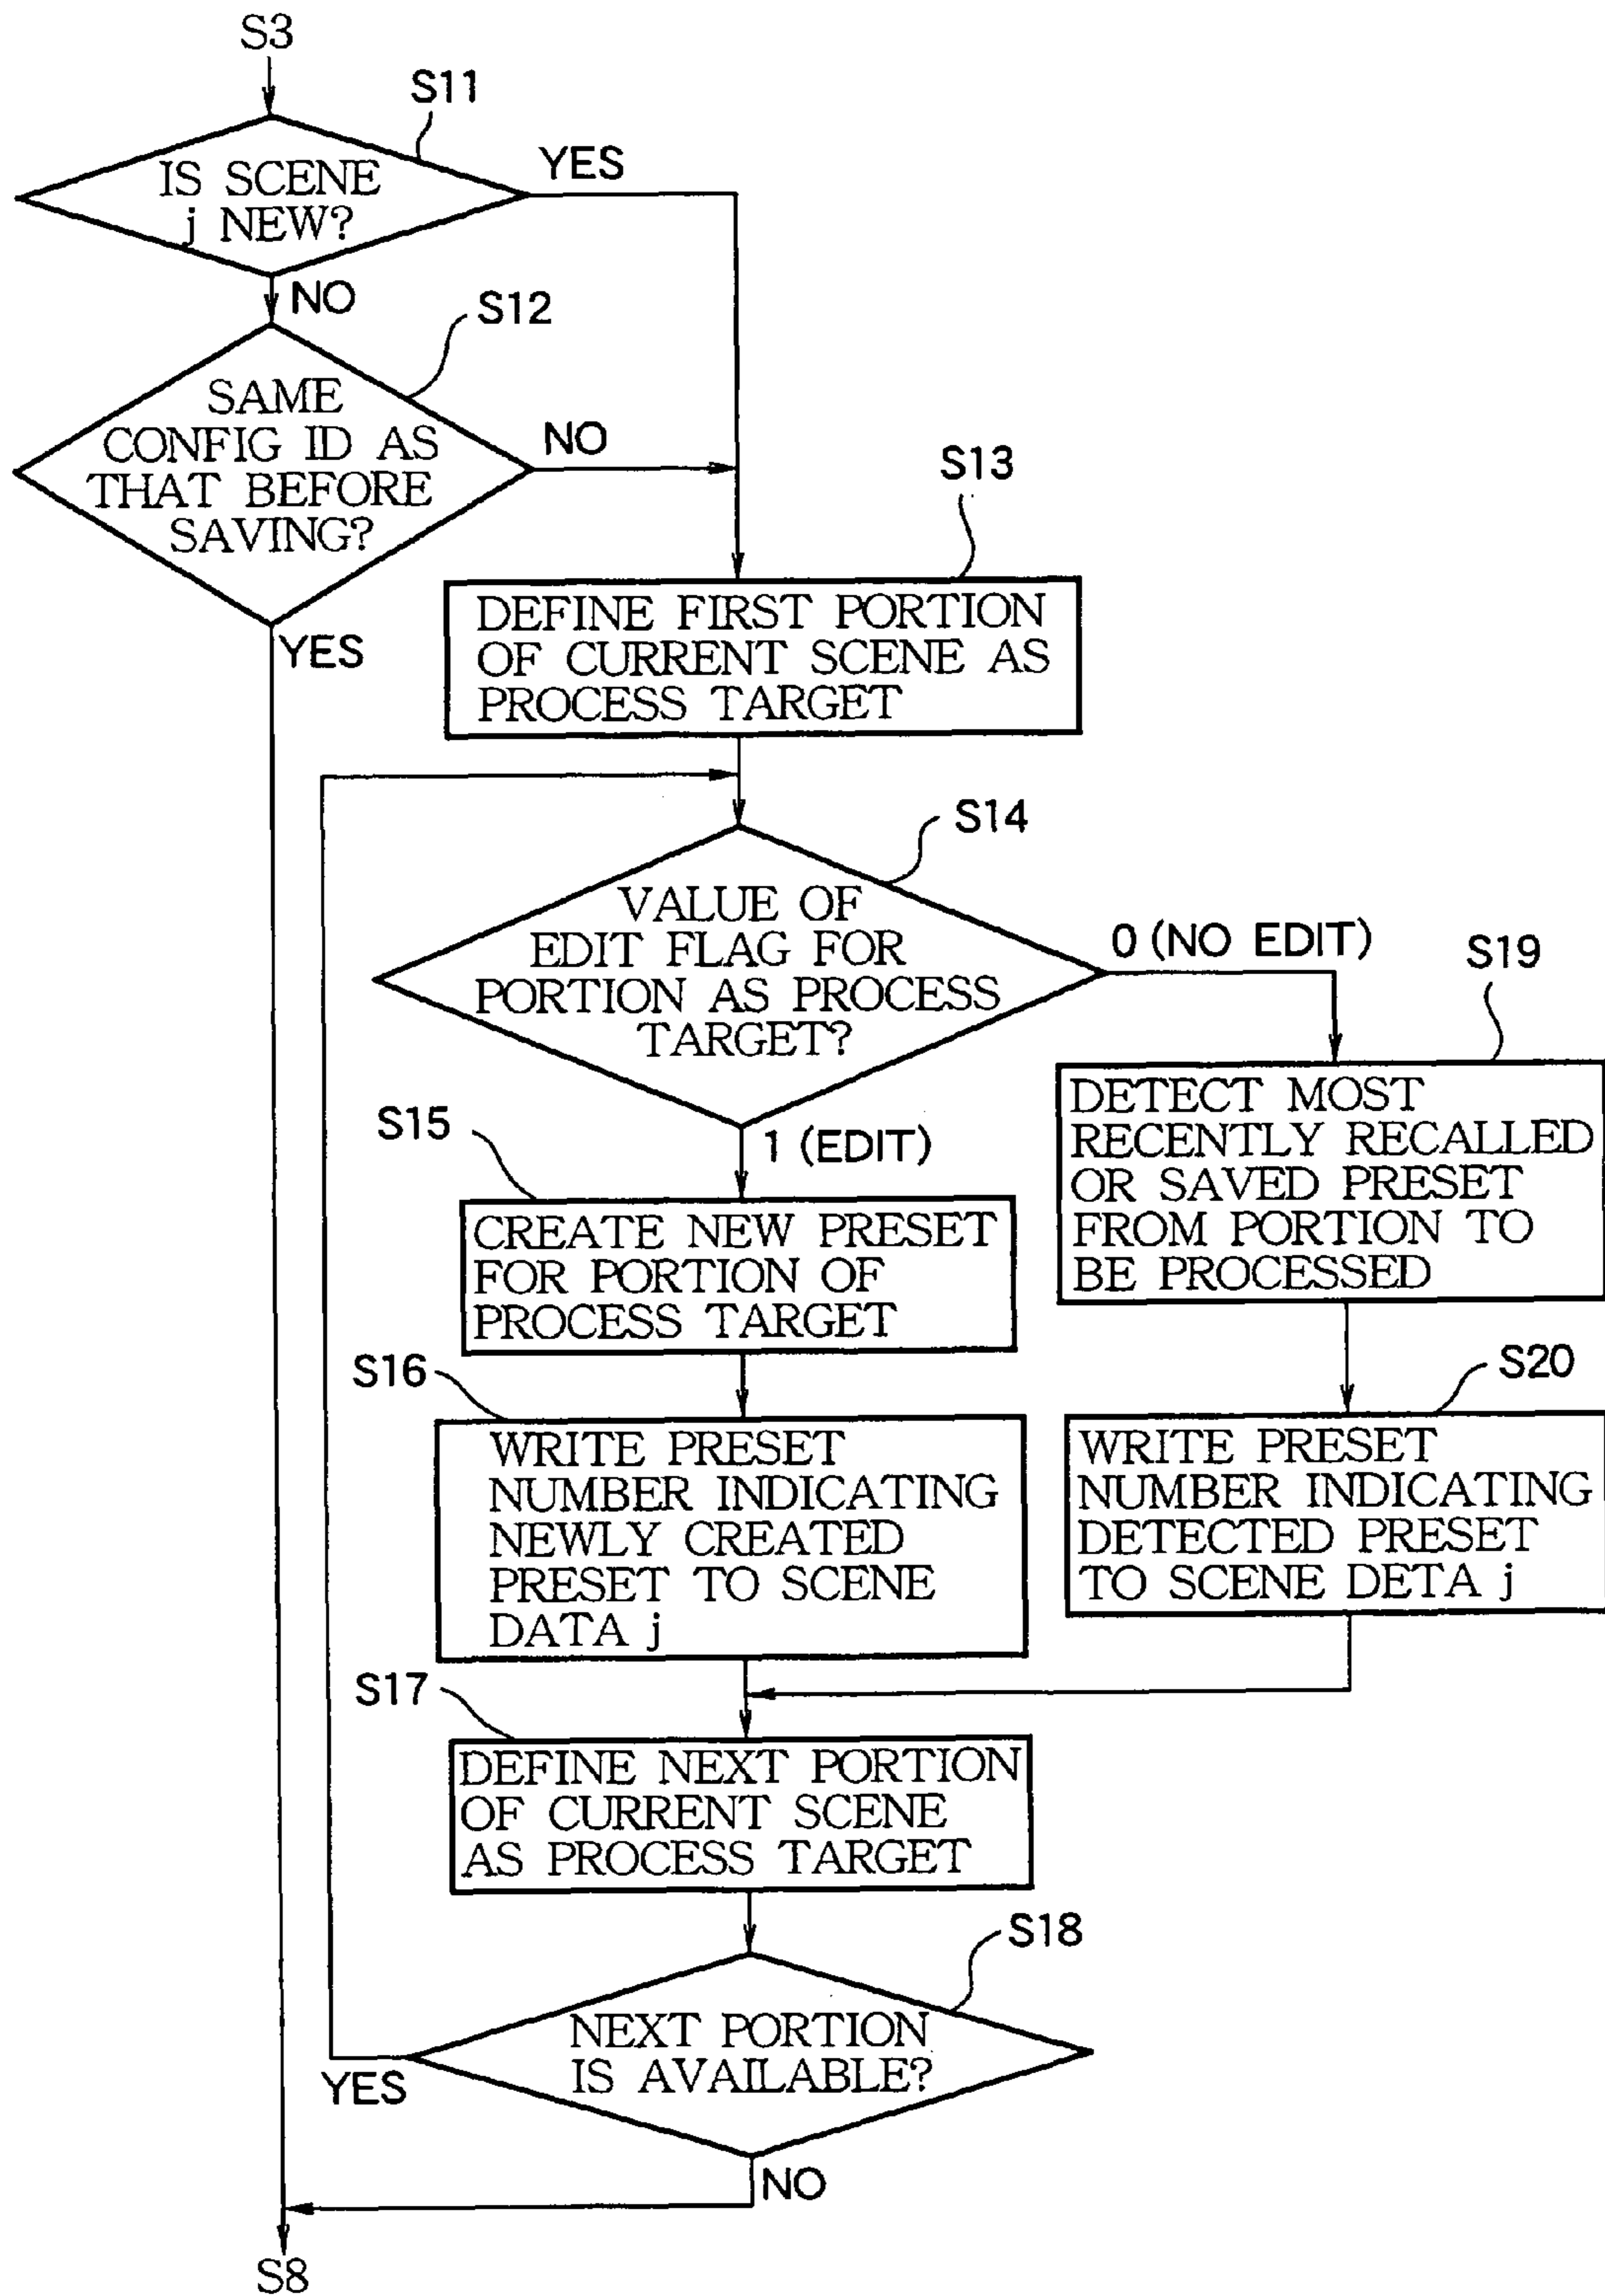 S3
S11
IS SCENE
j NEW?
YES
NO
S12
SAME
CONFIG ID AS
THAT BEFORE
SAVING?
NO
YES
S13
DEFINE FIRST PORTION
OF CURRENT SCENE AS
PROCESS TARGET
S14
VALUE OF
EDIT FLAG FOR
PORTION AS PROCESS
TARGET?
0 (NO EDIT)
1 (EDIT)
S19
DETECT MOST
RECENTLY RECALLED
OR SAVED PRESET
FROM PORTION TO
BE PROCESSED
S15
CREATE NEW PRESET
FOR PORTION OF
PROCESS TARGET
S16
WRITE PRESET
NUMBER INDICATING
NEWLY CREATED
PRESET TO SCENE
DATA j
S20
WRITE PRESET
NUMBER INDICATING
DETECTED PRESET
TO SCENE DETA j
S17
DEFINE NEXT PORTION
OF CURRENT SCENE
AS PROCESS TARGET
S18
NEXT PORTION
IS AVAILABLE?
YES
NO
S8